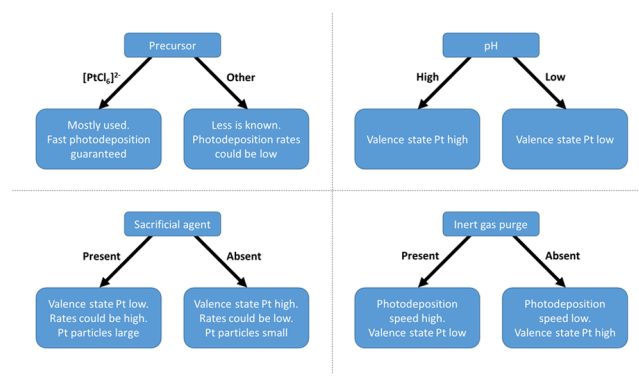 Precursor
[PtCl6]2-
Other
Mostly used.
Fast photodeposition
guaranteed
Less is known.
Photodeposition rates
could be low
pH
High
Low
Valence state Pt high
Valence state Pt low
Sacrificial agent
Present
Absent
Valence state Pt low.
Rates could be high.
Pt particles large
Valence state Pt high.
Rates could be low.
Pt particles small
Inert gas purge
Present
Absent
Photodeposition
speed high.
Valence state Pt low
Photodeposition
speed low.
Valence state Pt high